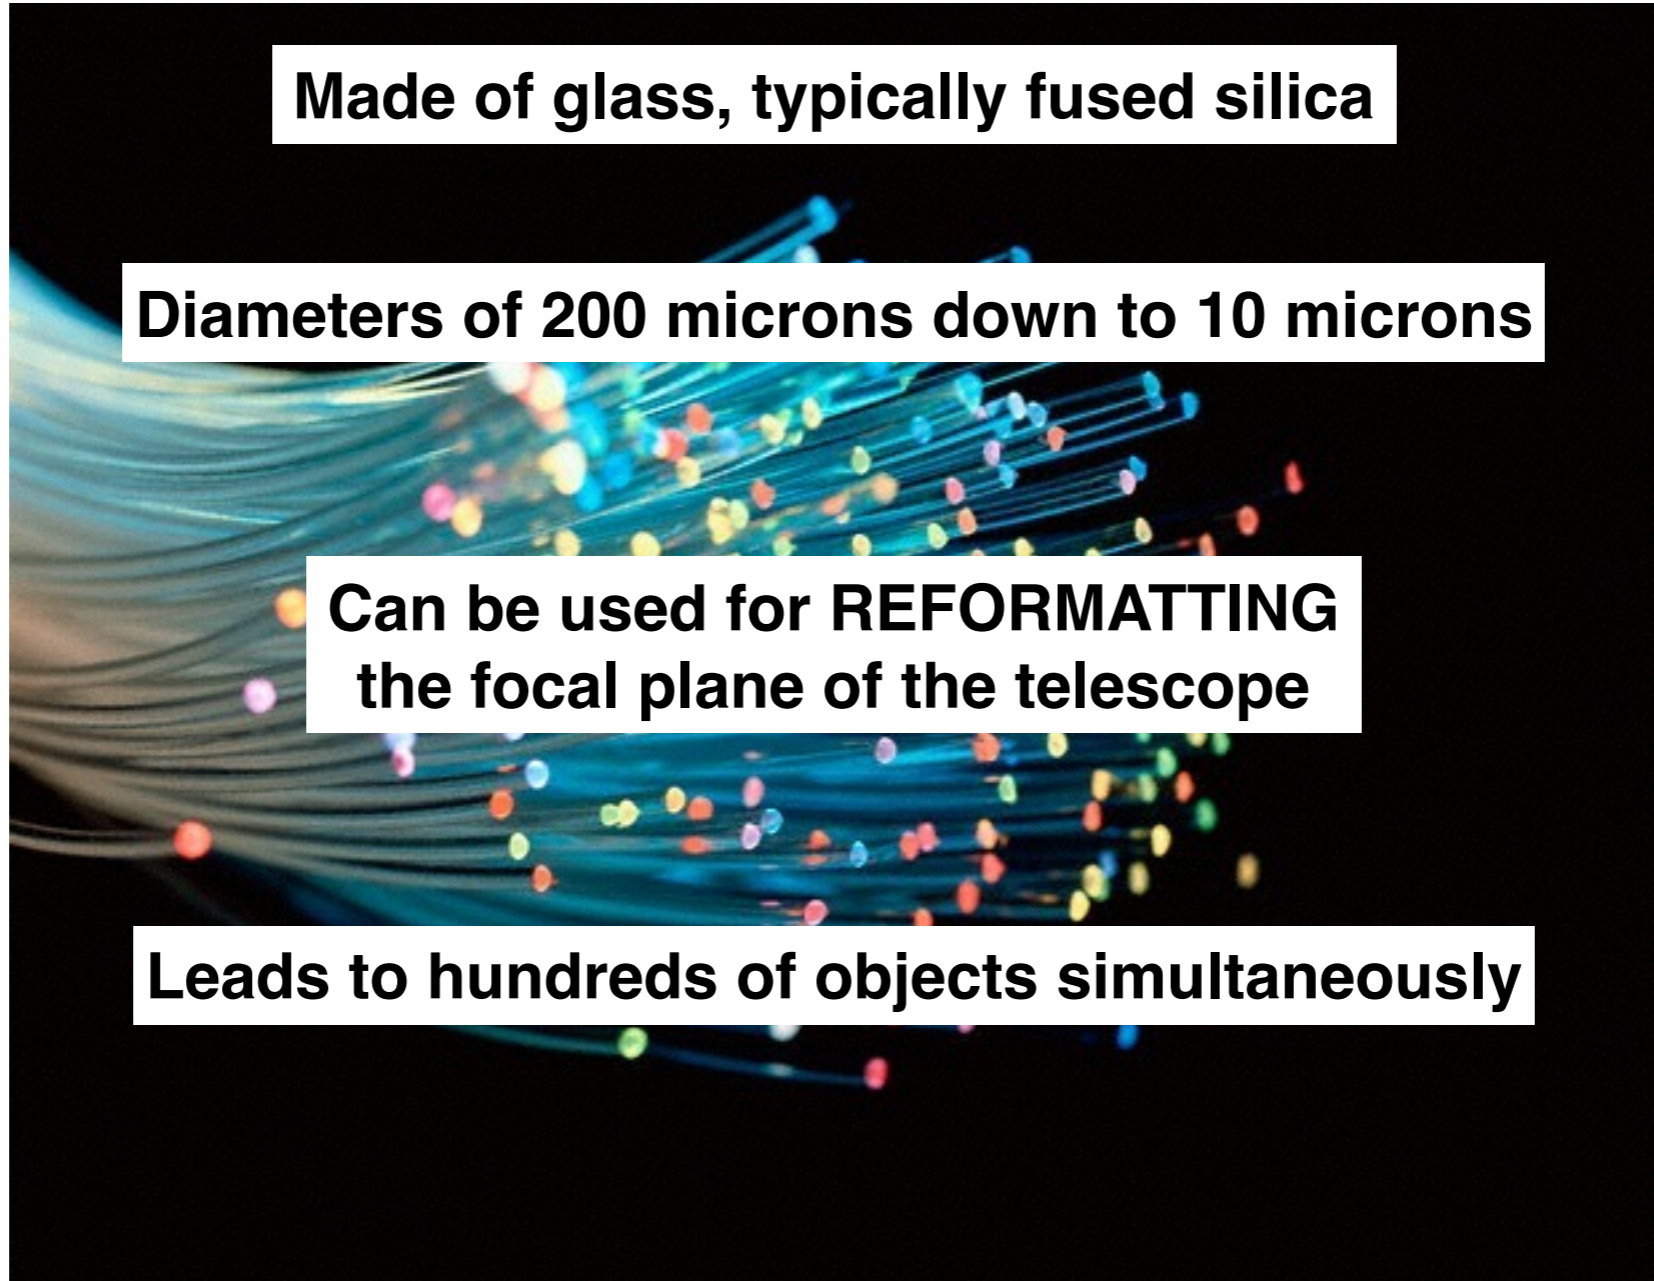 Made of glass, typically fused silica
Diameters of 200 microns down to 10 microns
Can be used for REFORMATTING
the focal plane of the telescope
Leads to hundreds of objects simultaneously